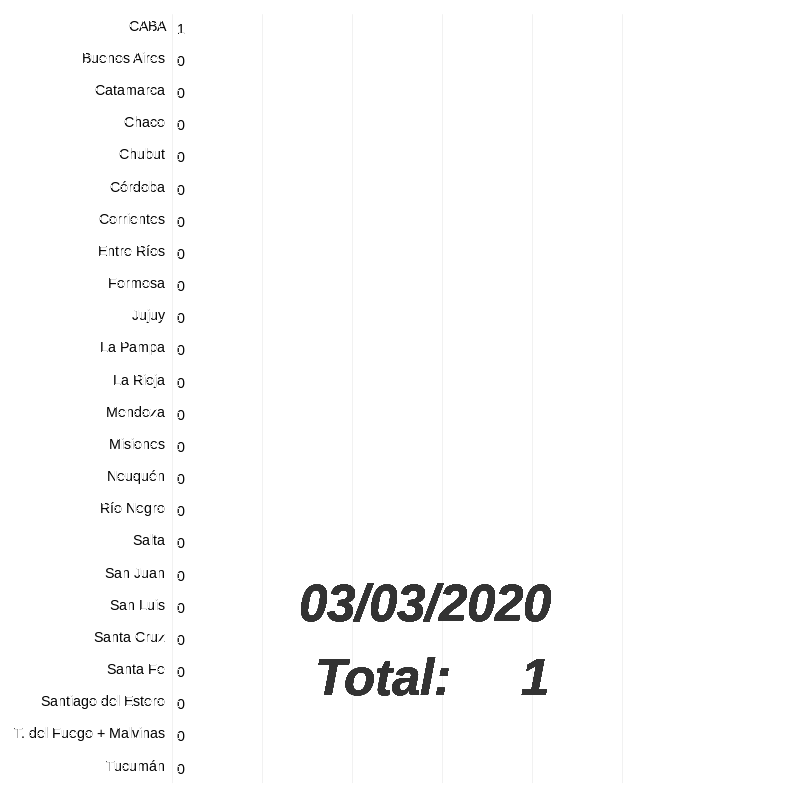 CABA 1
Buenos Aires 0
Catamarca 0
Chaco 0
Chubut 0
Córdoba 0
Corrientes 0
Entre Ríos 0
Formosa 0
Jujuy 0
La Pampa 0
La Rioja 0
Mendoza 0
Misiones 0
Neuquén 0
Río Negro 0
Salta 0
San Juan 0
San Luis 0
Santa Cruz 0
Santa Fe 0
Santiago del Estero 0
T. del Fuego + Malvinas 0
Tucumán 0
03/03/2020
Total: 1